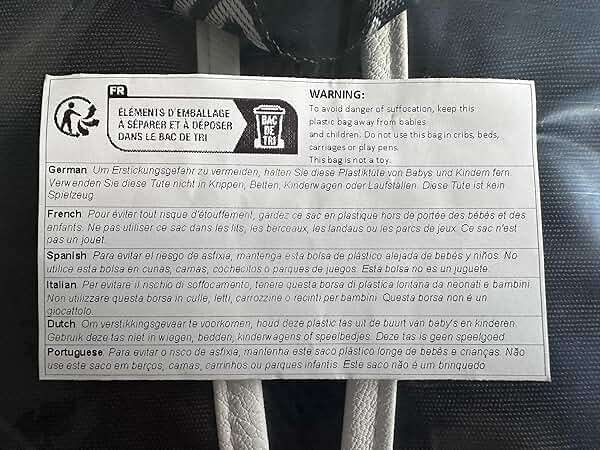 FR
ÉLÉMENTS D'EMBALLAGE
À SÉPARER ET À DÉPOSER
DANS LE BAC DE TRI
BAC
DE
TRI
WARNING:
To avoid danger of suffocation, keep this
plastic bag away from babies
and children. Do not use this bag in cribs, beds,
carriages or play pens.
This bag is not a toy.
German: Um Erstickungsgefahr zu vermeiden, halten Sie diese Plastiktüte von Babys und Kindern fern.
Verwenden Sie diese Tüte nicht in Krippen, Betten, Kinderwagen oder Laufställen. Diese Tüte ist kein
Spielzeug
French: Pour éviter tout risque d'étouffement, gardez ce sac en plastique hors de portée des bébés et des
enfants. Ne pas utiliser ce sac dans les lits, les berceaux, les landaus ou les parcs de jeux. Ce sac n'est
pas un jouet.
Spanish: Para evitar el riesgo de asfixia, mantenga esta bolsa de plástico alejada de bebés y niños. No
utilice esta bolsa en cunas, camas, cochecitos o parques de juegos. Esta bolsa no es un juguete.
Italian: Per evitare il rischio di soffocamento, tenere questa borsa di plastica lontana da neonati e bambini.
Non utilizzare questa borsa in culle, letti, carrozzine o recinti per bambini. Questa borsa non è un
giocattolo.
Dutch: Om verstikkingsgevaar te voorkomen, houd deze plastic tas uit de buurt van baby's en kinderen.
Gebruik deze tas niet in wiegen, bedden, kinderwagens of speelbedjes. Deze tas is geen speelgoed.
Portuguese: Para evitar o risco de asfixia, mantenha este saco plástico longe de bebês e crianças. Não
use este saco em berços, camas, carrinhos ou parques infantis. Este saco não é um brinquedo.